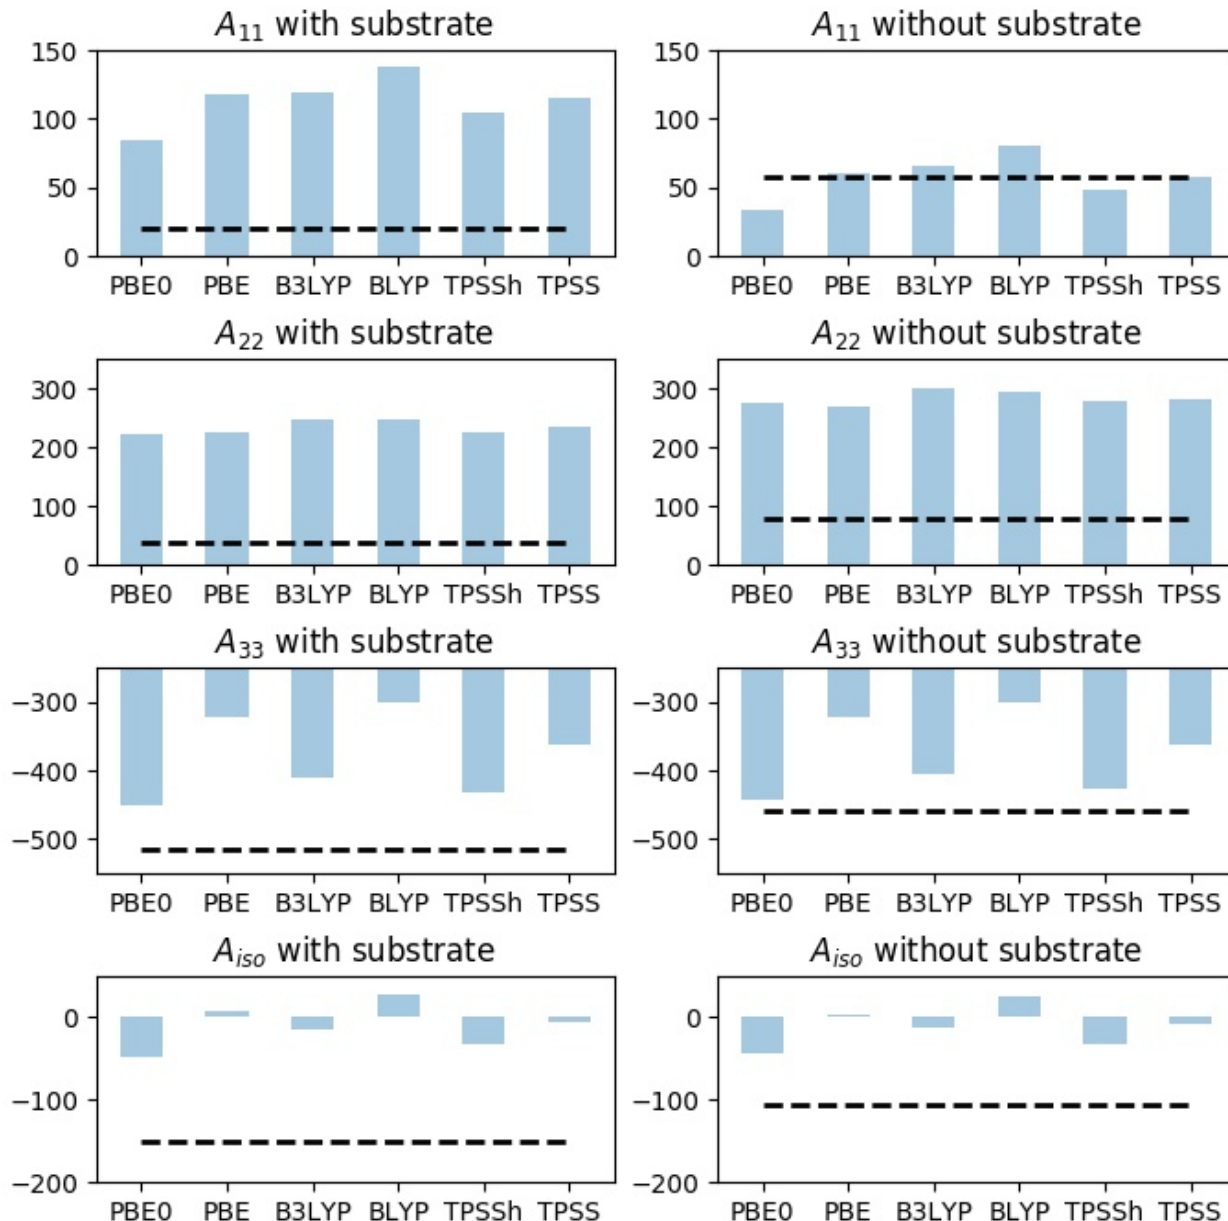 A11 with substrate
A11 without substrate
150
100
50
0
PBE0 PBE B3LYP BLYP TPSSh TPSS
150
100
50
0
PBE0 PBE B3LYP BLYP TPSSh TPSS
A22 with substrate
A22 without substrate
300
200
100
0
PBE0 PBE B3LYP BLYP TPSSh TPSS
300
200
100
0
PBE0 PBE B3LYP BLYP TPSSh TPSS
A33 with substrate
A33 without substrate
−300
−400
−500
PBE0 PBE B3LYP BLYP TPSSh TPSS
−300
−400
−500
PBE0 PBE B3LYP BLYP TPSSh TPSS
Aiso with substrate
Aiso without substrate
0
−100
−200
PBE0 PBE B3LYP BLYP TPSSh TPSS
0
−100
−200
PBE0 PBE B3LYP BLYP TPSSh TPSS